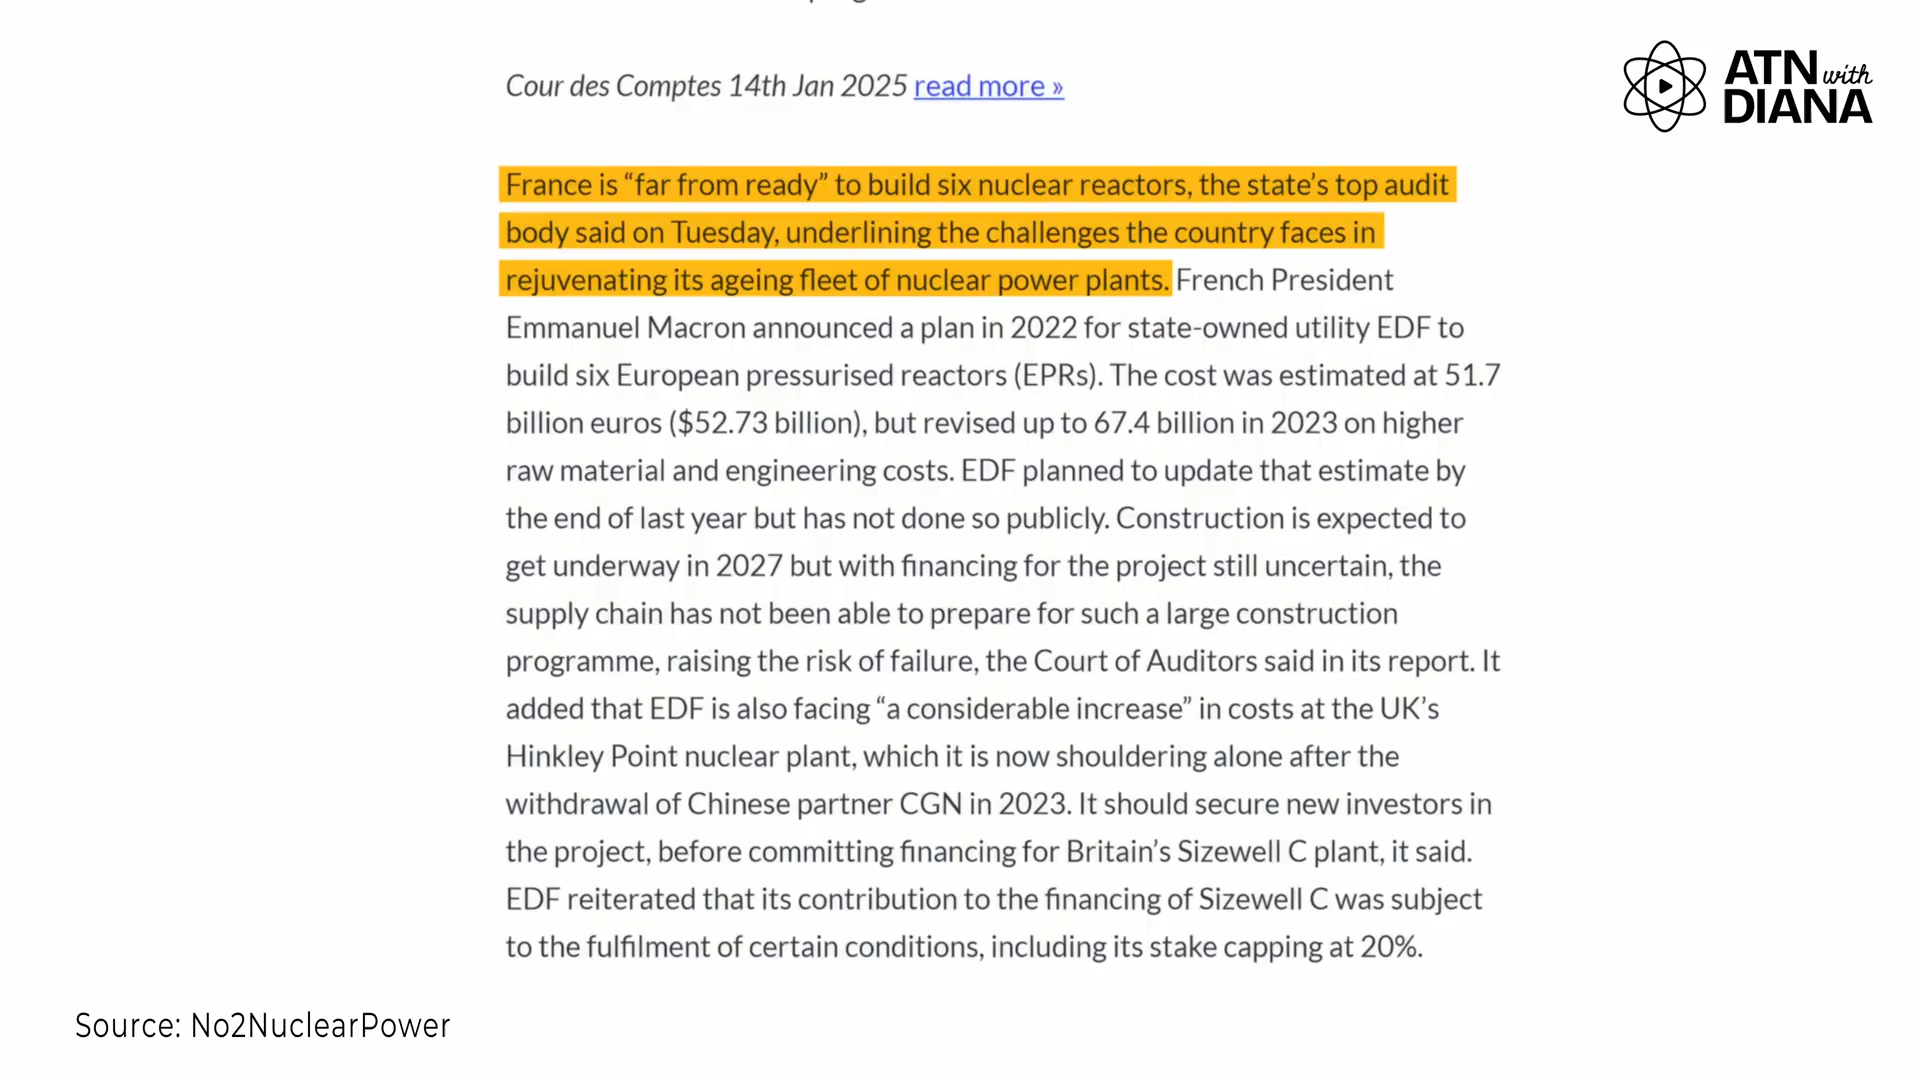 Cour des Comptes 14th Jan 2025 read more »
ATN with
DIANA
France is “far from ready” to build six nuclear reactors, the state’s top audit
body said on Tuesday, underlining the challenges the country faces in
rejuvenating its ageing fleet of nuclear power plants. French President
Emmanuel Macron announced a plan in 2022 for state-owned utility EDF to
build six European pressurised reactors (EPRs). The cost was estimated at 51.7
billion euros ($52.73 billion), but revised up to 67.4 billion in 2023 on higher
raw material and engineering costs. EDF planned to update that estimate by
the end of last year but has not done so publicly. Construction is expected to
get underway in 2027 but with financing for the project still uncertain, the
supply chain has not been able to prepare for such a large construction
programme, raising the risk of failure, the Court of Auditors said in its report. It
added that EDF is also facing “a considerable increase” in costs at the UK’s
Hinkley Point nuclear plant, which it is now shouldering alone after the
withdrawal of Chinese partner CGN in 2023. It should secure new investors in
the project, before committing financing for Britain’s Sizewell C plant, it said.
EDF reiterated that its contribution to the financing of Sizewell C was subject
to the fulfilment of certain conditions, including its stake capping at 20%.
Source: No2NuclearPower